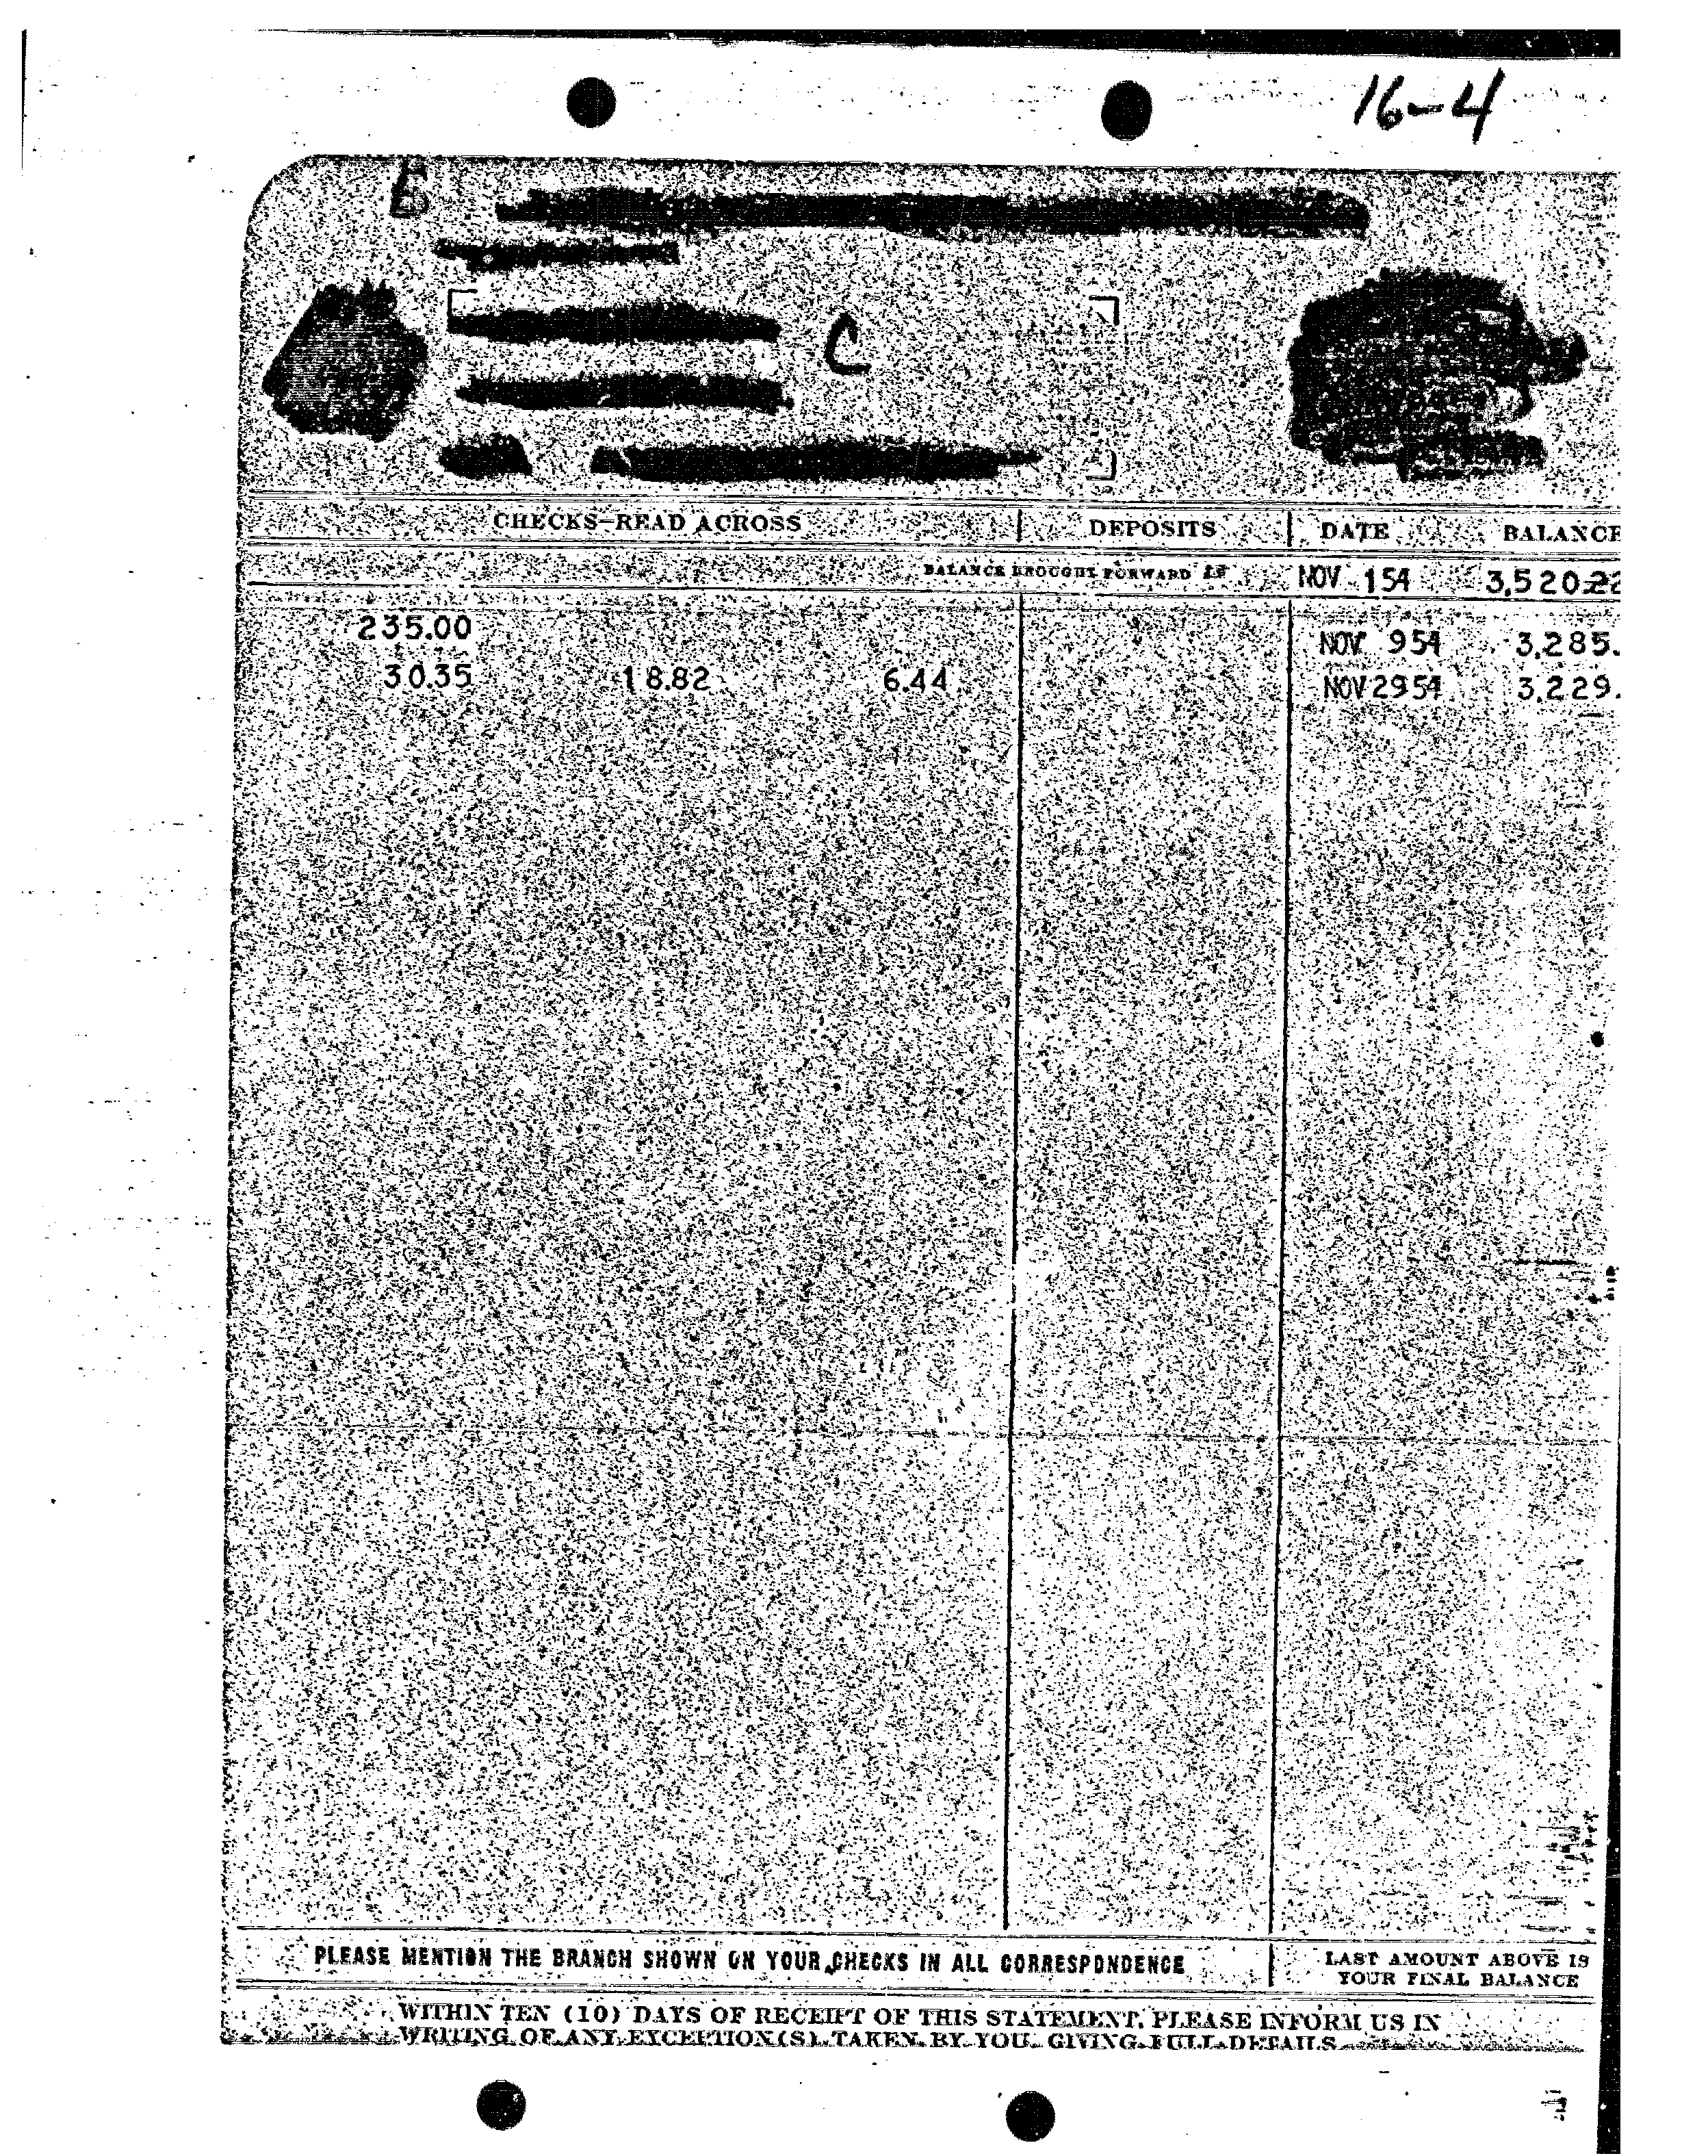 16-4
B
C
CHECKS-READ ACROSS DEPOSITS DATE BALANCE
BALANCE BROUGHT FORWARD NOV 1 54 3,520.22
235.00 NOV 9 54 3,285.
30.35 18.82 6.44 NOV 29 54 3,229.
PLEASE MENTION THE BRANCH SHOWN ON YOUR CHECKS IN ALL CORRESPONDENCE
LAST AMOUNT ABOVE IS
YOUR FINAL BALANCE
WITHIN TEN (10) DAYS OF RECEIPT OF THIS STATEMENT, PLEASE INFORM US IN
WRITING OF ANY EXCEPTION(S) TAKEN BY YOU GIVING FULL DETAILS